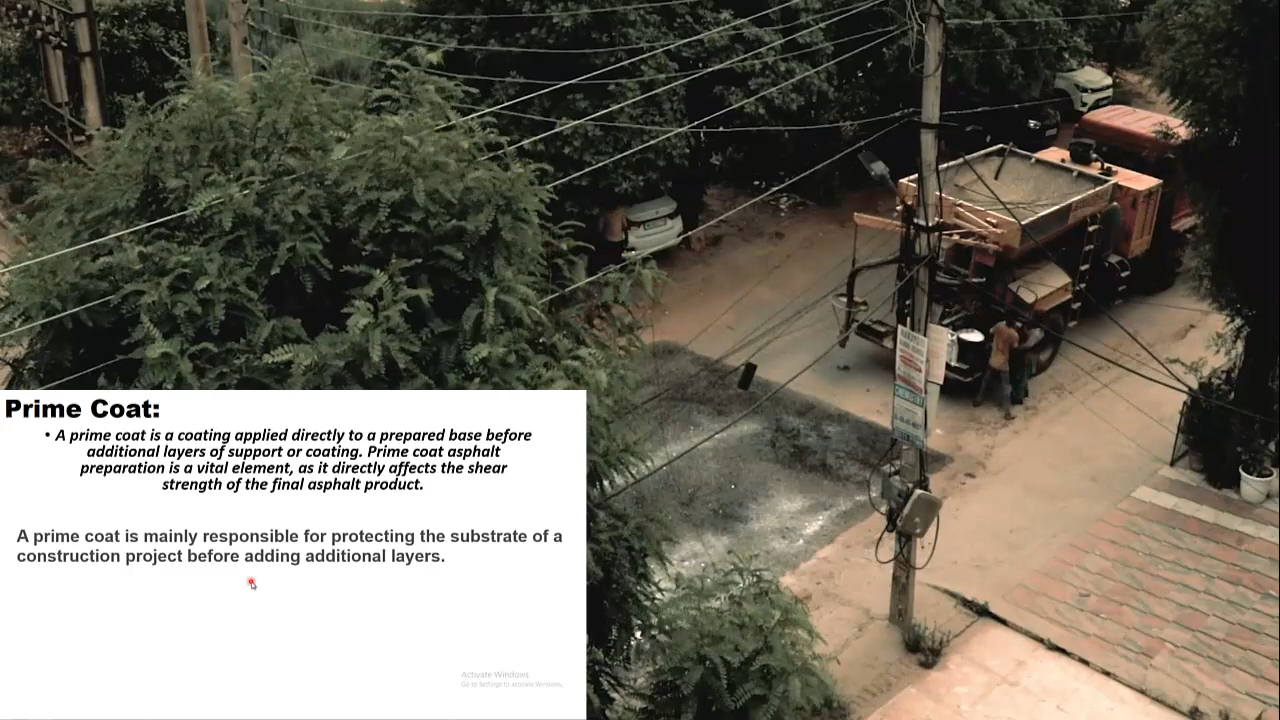 Prime Coat:
• A prime coat is a coating applied directly to a prepared base before
additional layers of support or coating. Prime coat asphalt
preparation is a vital element, as it directly affects the shear
strength of the final asphalt product.
A prime coat is mainly responsible for protecting the substrate of a
construction project before adding additional layers.
Activate Windows
Go to Settings to activate Windows.
CHEMISTRY